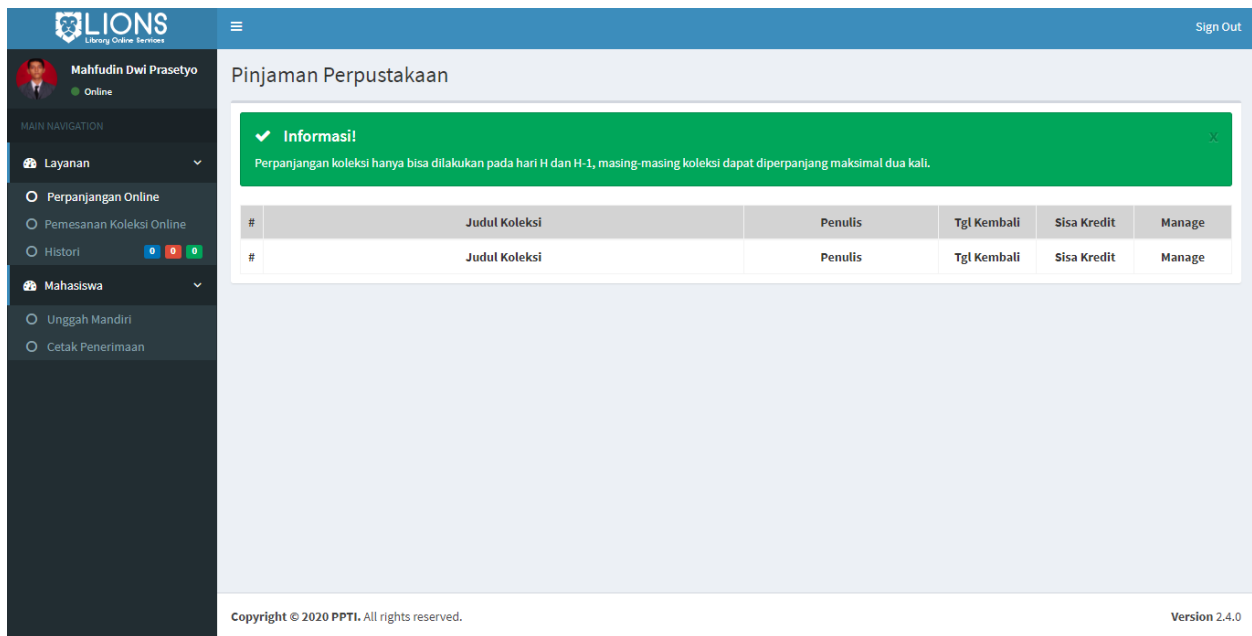 LIONS
Library Online Services
Sign Out
Mahfudin Dwi Prasetyo
Online
MAIN NAVIGATION
Layanan
Perpanjangan Online
Pemesanan Koleksi Online
Histori 0 0 0
Mahasiswa
Unggah Mandiri
Cetak Penerimaan
Pinjaman Perpustakaan
Informasi! x
Perpanjangan koleksi hanya bisa dilakukan pada hari H dan H-1, masing-masing koleksi dapat diperpanjang maksimal dua kali.
# Judul Koleksi Penulis Tgl Kembali Sisa Kredit Manage
# Judul Koleksi Penulis Tgl Kembali Sisa Kredit Manage
Copyright © 2020 PPTI. All rights reserved. Version 2.4.0